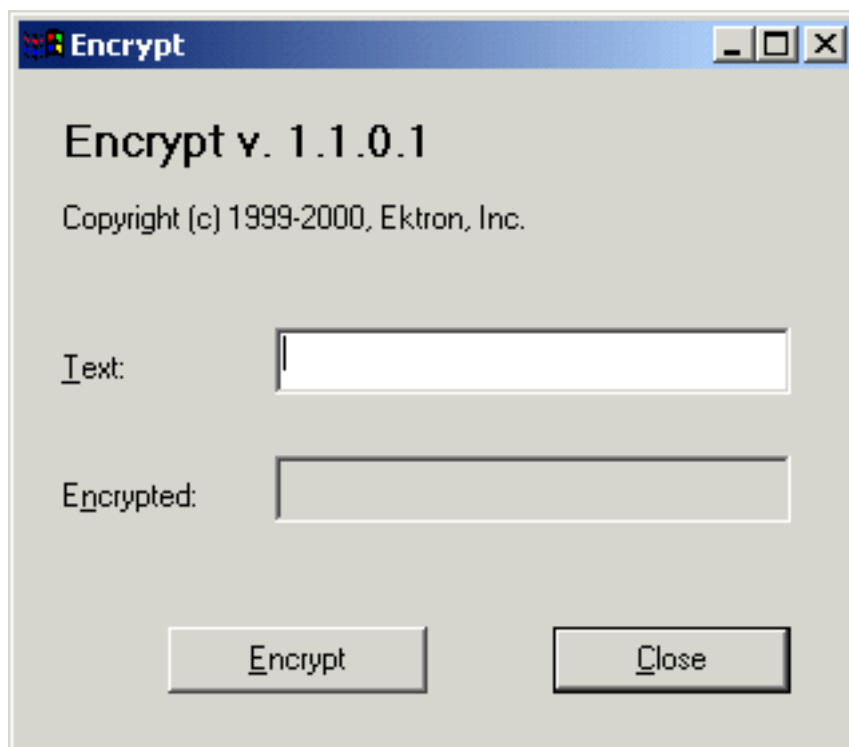 Encrypt
Encrypt v. 1.1.0.1
Copyright (c) 1999-2000, Ektron, Inc.
Text:
Encrypted:
Encrypt Close